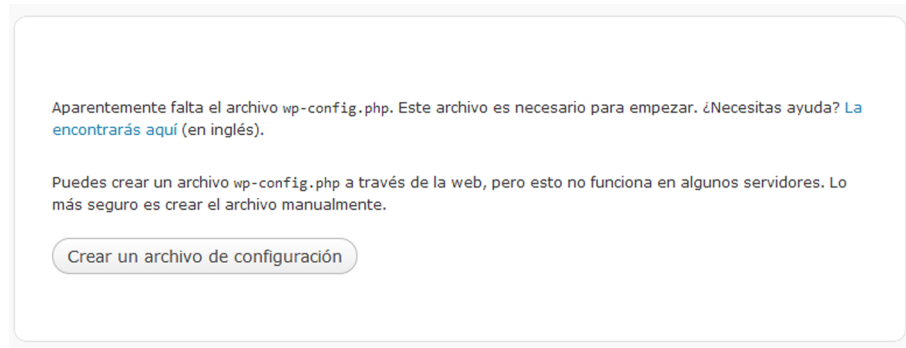 Aparentemente falta el archivo wp-config.php. Este archivo es necesario para empezar. ¿Necesitas ayuda? La
encontrarás aquí (en inglés).
Puedes crear un archivo wp-config.php a través de la web, pero esto no funciona en algunos servidores. Lo
más seguro es crear el archivo manualmente.
Crear un archivo de configuración